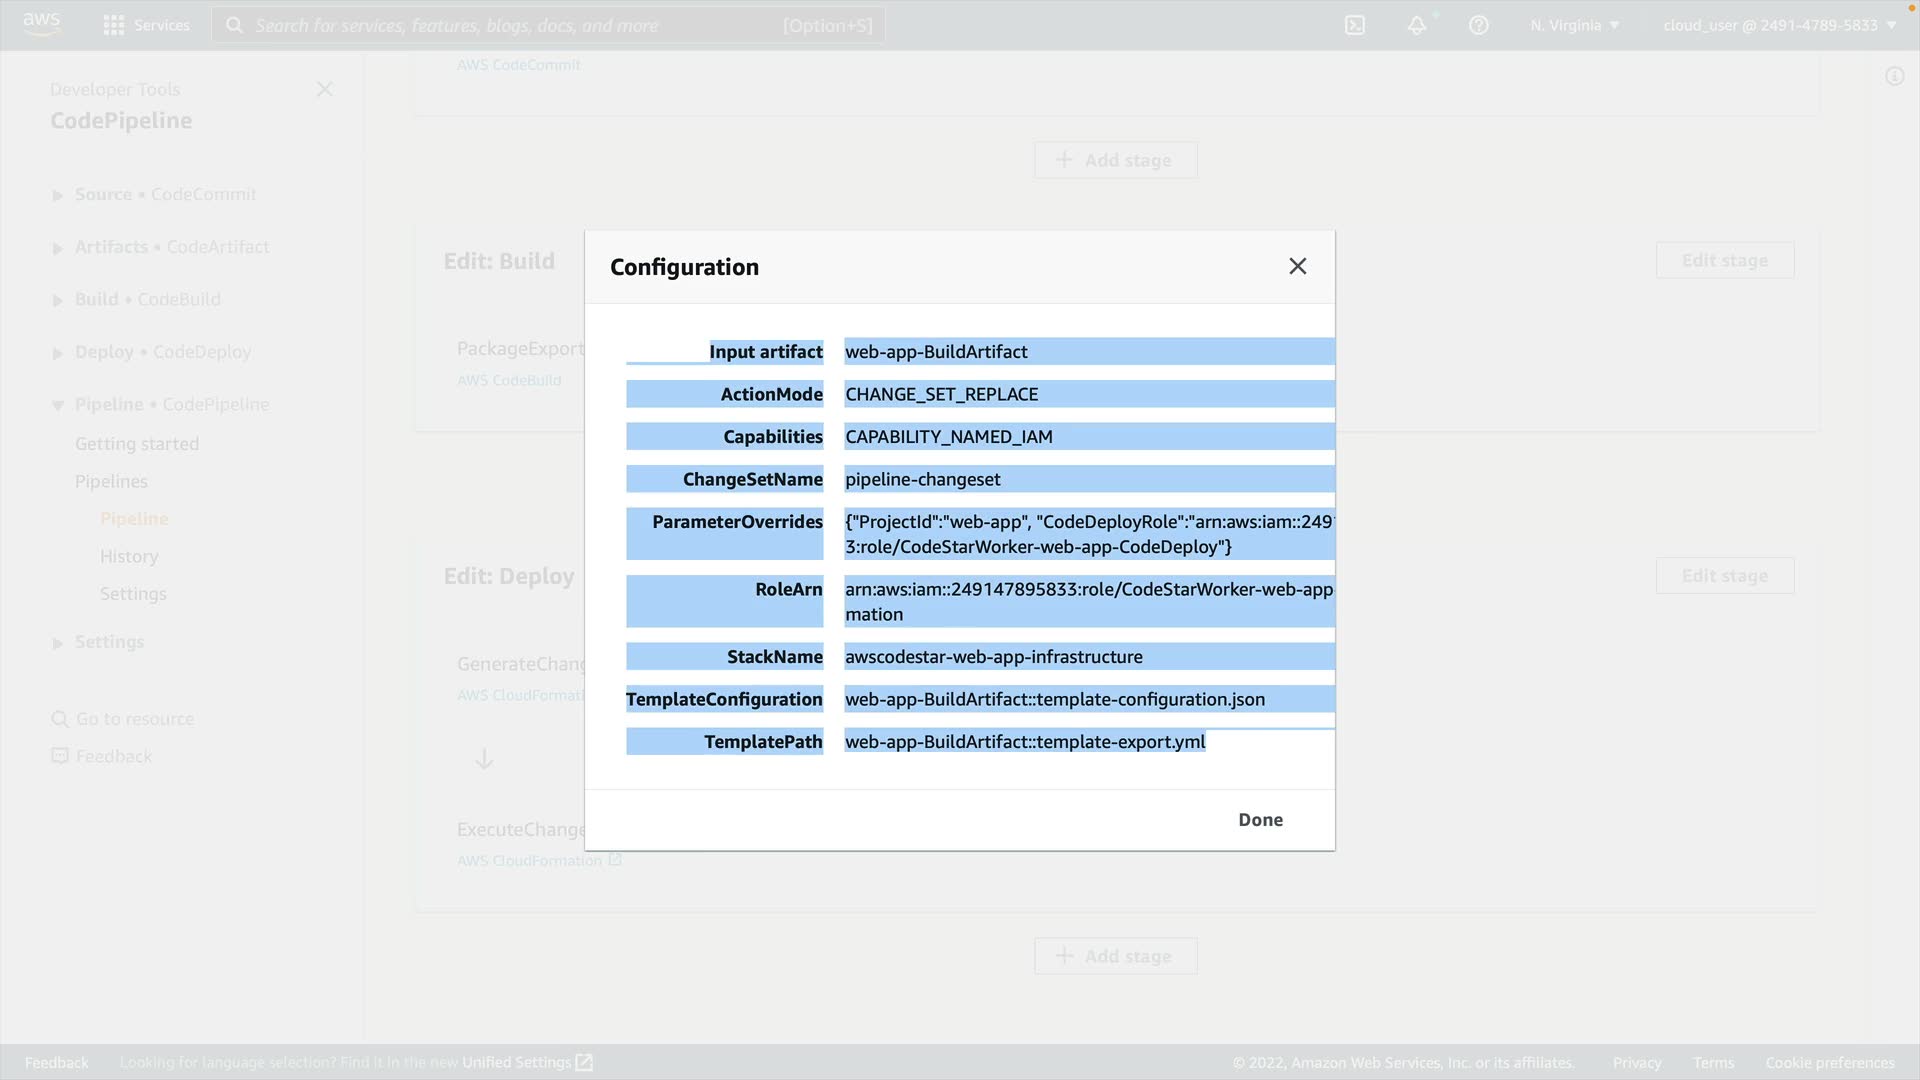 aws
Services
Search for services, features, blogs, docs, and more
[Option+S]
N. Virginia
cloud_user @ 2491-4789-5833
Developer Tools
CodePipeline
Source • CodeCommit
Artifacts • CodeArtifact
Build • CodeBuild
Deploy • CodeDeploy
Pipeline • CodePipeline
Getting started
Pipelines
Pipeline
History
Settings
Settings
Go to resource
Feedback
AWS CodeCommit
Add stage
Edit: Build
Edit stage
PackageExport
AWS CodeBuild
Edit: Deploy
Edit stage
GenerateChang
AWS CloudFormati
ExecuteChange
AWS CloudFormation
Add stage
Configuration
Input artifact web-app-BuildArtifact
ActionMode CHANGE_SET_REPLACE
Capabilities CAPABILITY_NAMED_IAM
ChangeSetName pipeline-changeset
ParameterOverrides {"ProjectId":"web-app", "CodeDeployRole":"arn:aws:iam::249
3:role/CodeStarWorker-web-app-CodeDeploy"}
RoleArn arn:aws:iam::249147895833:role/CodeStarWorker-web-app
mation
StackName awscodestar-web-app-infrastructure
TemplateConfiguration web-app-BuildArtifact::template-configuration.json
TemplatePath web-app-BuildArtifact::template-export.yml
Done
Feedback
Looking for language selection? Find it in the new Unified Settings
© 2022, Amazon Web Services, Inc. or its affiliates.
Privacy
Terms
Cookie preferences